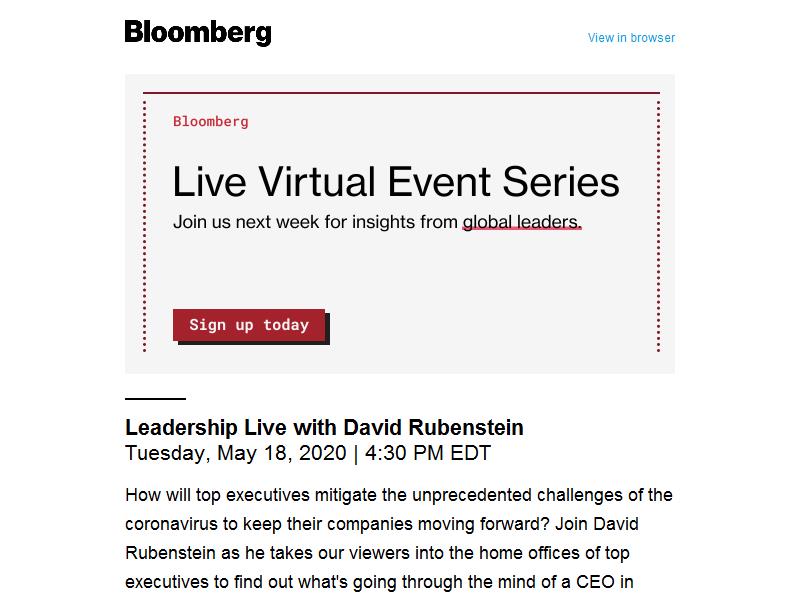 Bloomberg
View in browser
Bloomberg
Live Virtual Event Series
Join us next week for insights from global leaders.
Sign up today
Leadership Live with David Rubenstein
Tuesday, May 18, 2020 | 4:30 PM EDT
How will top executives mitigate the unprecedented challenges of the
coronavirus to keep their companies moving forward? Join David
Rubenstein as he takes our viewers into the home offices of top
executives to find out what's going through the mind of a CEO in